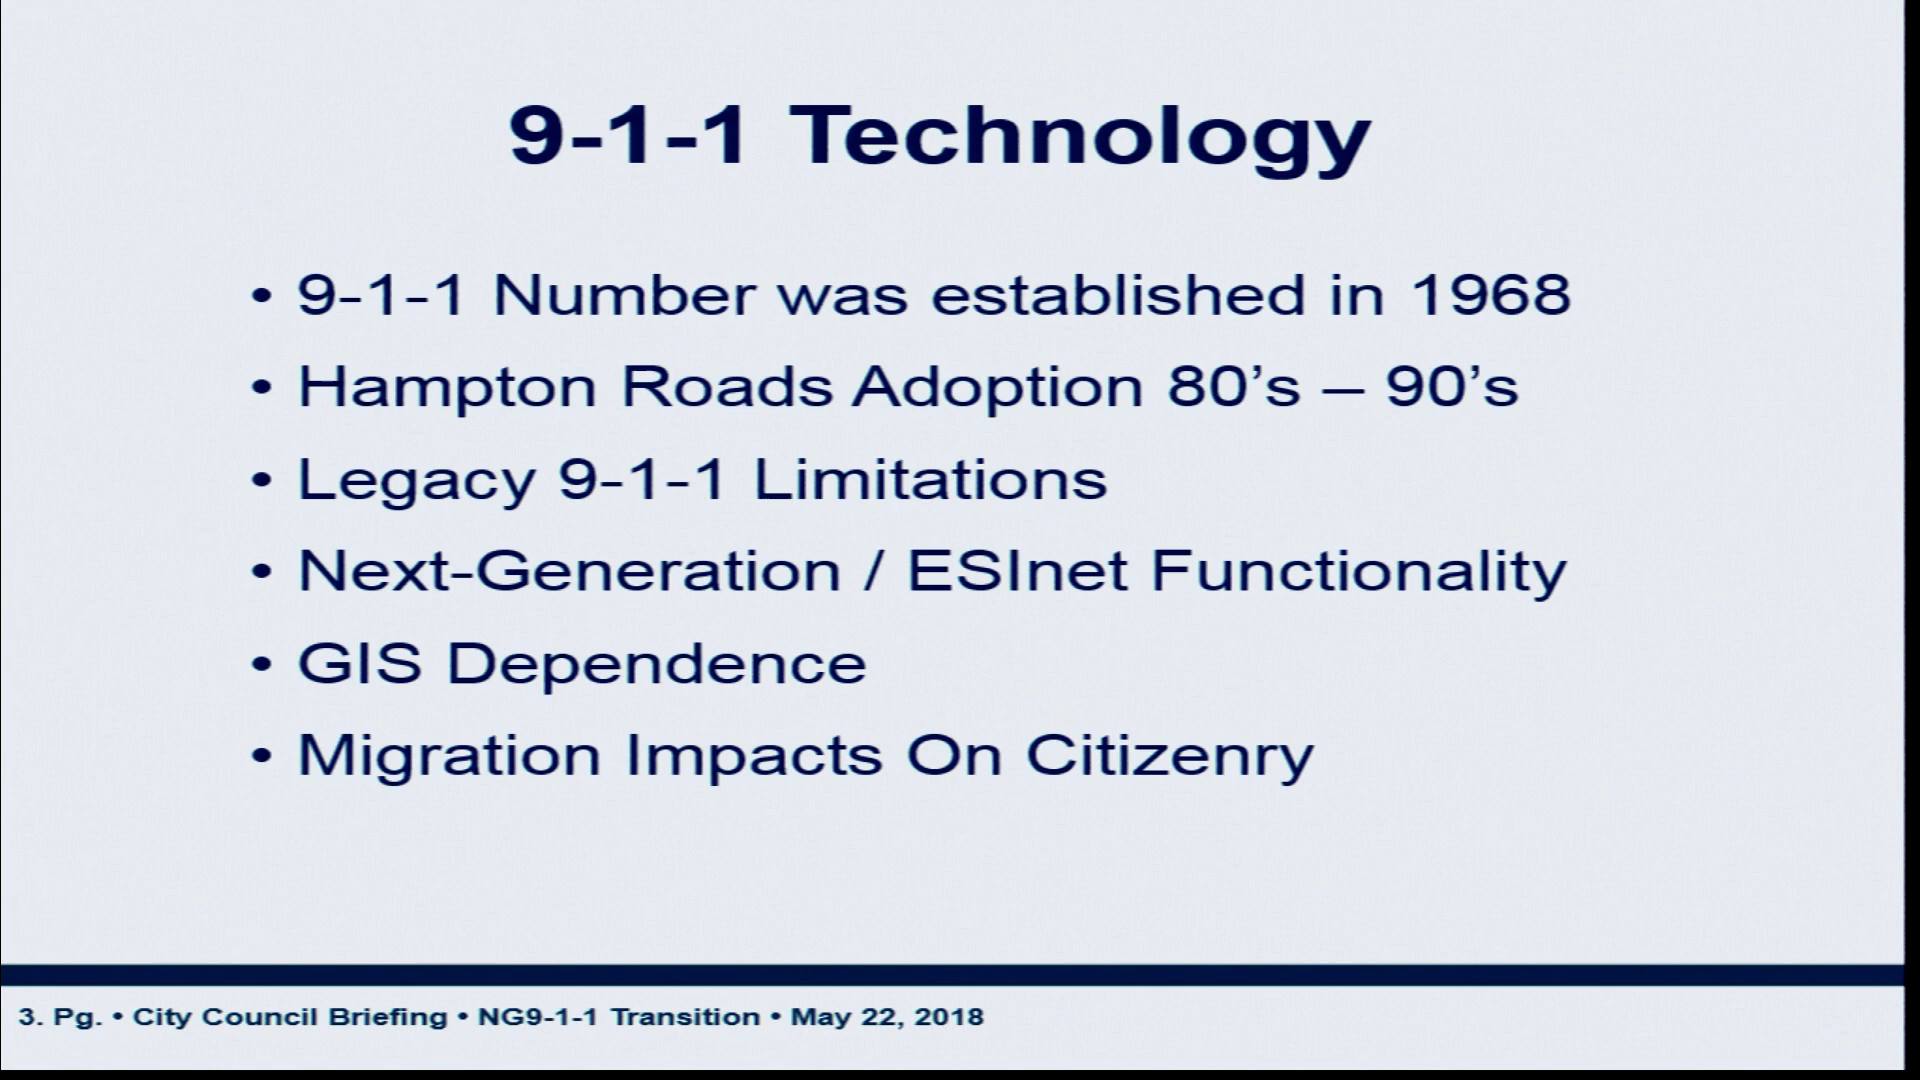 9-1-1 Technology
• 9-1-1 Number was established in 1968
• Hampton Roads Adoption 80’s – 90’s
• Legacy 9-1-1 Limitations
• Next-Generation / ESInet Functionality
• GIS Dependence
• Migration Impacts On Citizenry
3. Pg. • City Council Briefing • NG9-1-1 Transition • May 22, 2018